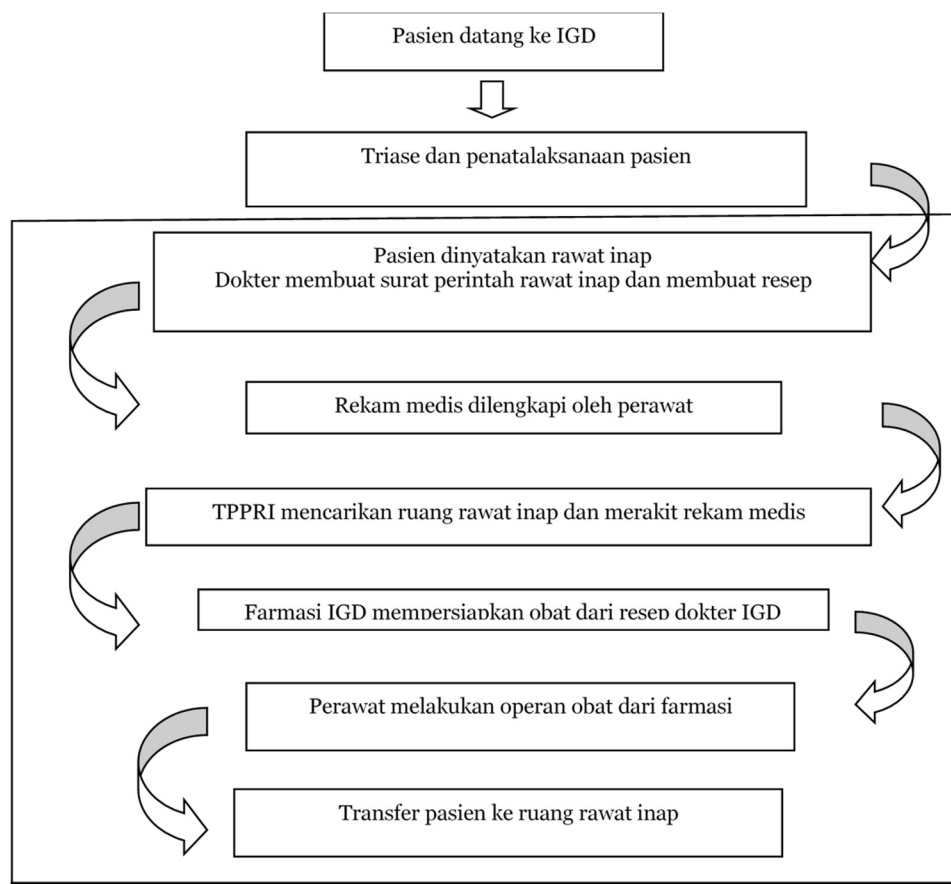 Pasien datang ke IGD
Triase dan penatalaksanaan pasien
Pasien dinyatakan rawat inap
Dokter membuat surat perintah rawat inap dan membuat resep
Rekam medis dilengkapi oleh perawat
TPPRI mencarikan ruang rawat inap dan merakit rekam medis
Farmasi IGD mempersiapkan obat dari resep dokter IGD
Perawat melakukan operan obat dari farmasi
Transfer pasien ke ruang rawat inap